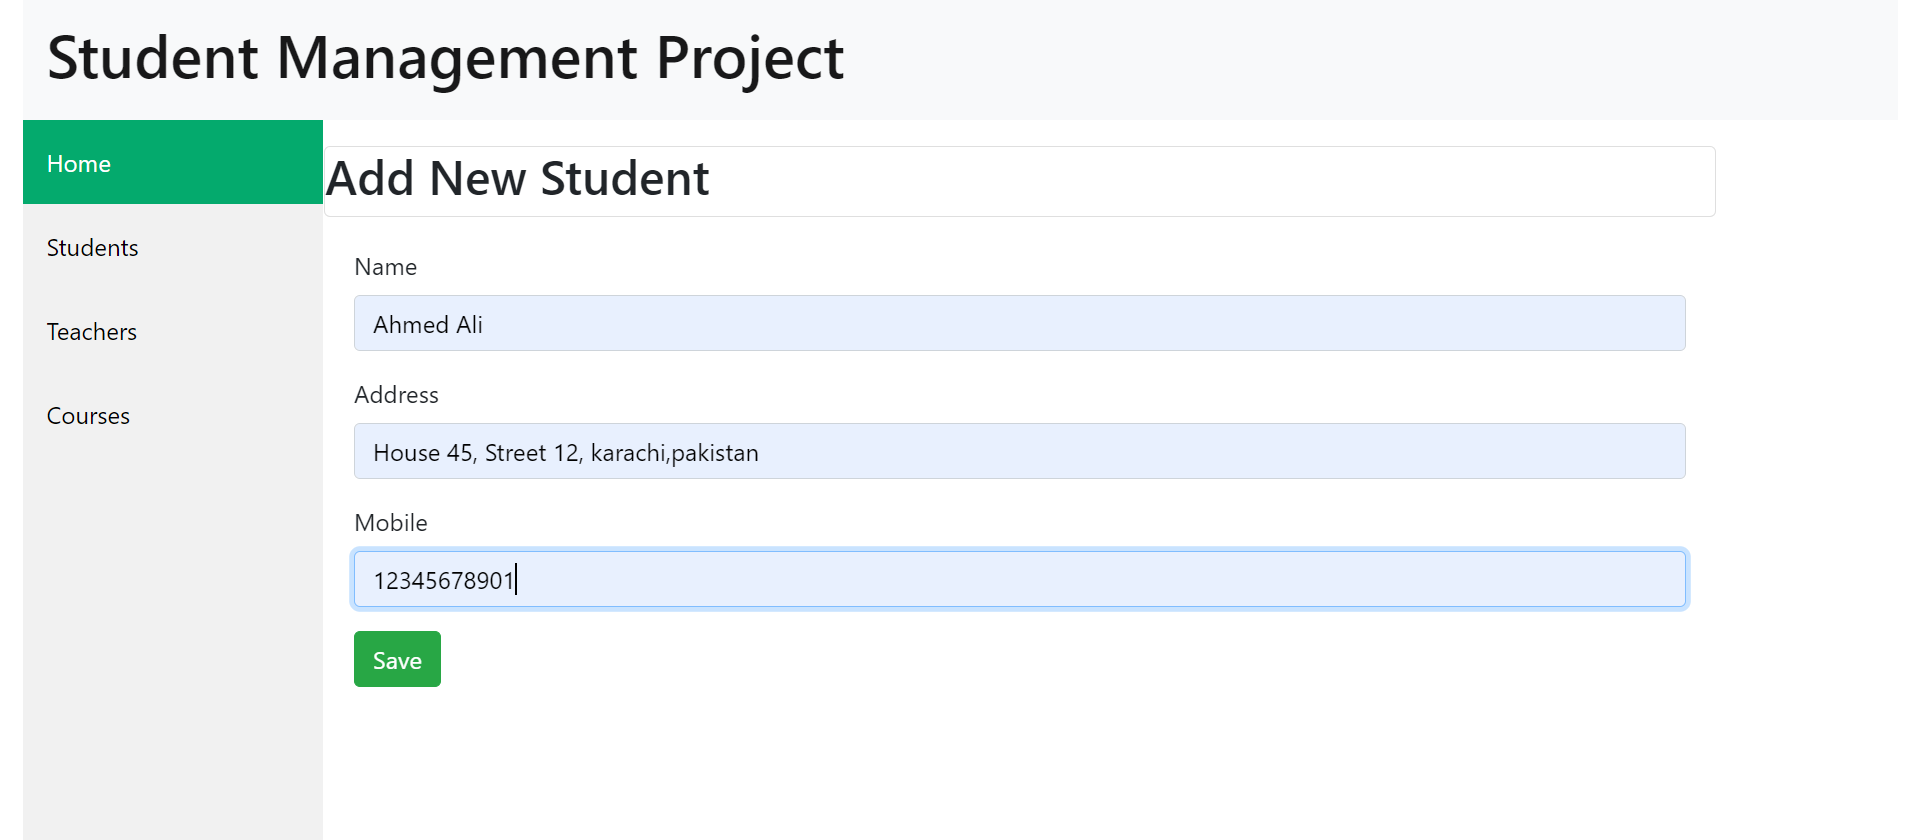 Student Management Project
Home
Students
Teachers
Courses
Add New Student
Name
Ahmed Ali
Address
House 45, Street 12, karachi,pakistan
Mobile
12345678901
Save